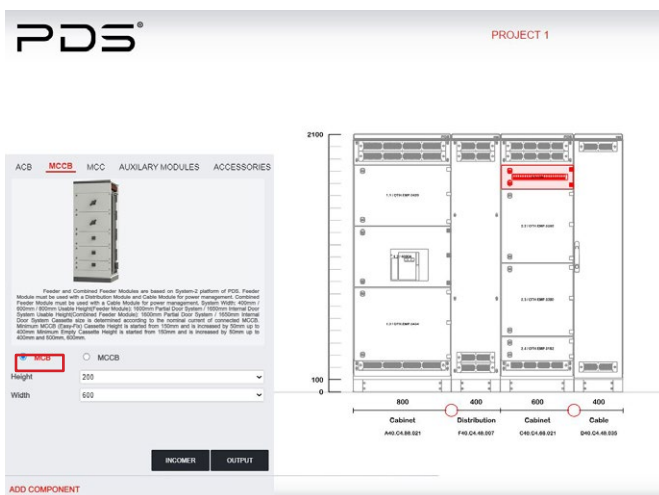 PDS
PROJECT 1
ACB MCCB MCC AUXILARY MODULES ACCESSORIES
Feeder and Combined Feeder Modules are based on System-2 platform of PDS. Feeder
Module must be used with a Distribution Module and Cable Module for power management. Combined
Feeder Module must be used with a Cable Module for power management. System Width: 400mm /
600mm / 800mm Usable Height(Feeder Module): 1600mm Partial Door System / 1650mm Internal Door
System Usable Height(Combined Feeder Module): 1600mm Partial Door System / 1650mm Internal
Door System Cassette size is determined according to the nominal current of connected MCCB.
Minimum MCCB (Easy-Fix) Cassette Height is started from 150mm and is increased by 50mm up to
400mm Minimum Empty Cassette Height is started from 150mm and is increased by 50mm up to
400mm and 500mm, 600mm.
MCB MCCB
Height 200
Width 600
INCOMER OUTPUT
ADD COMPONENT
2100
100
0
800 400 600 400
Cabinet Distribution Cabinet Cable
A40.C4.88.021 F40.C4.48.007 C40.C4.68.021 D40.C4.48.035